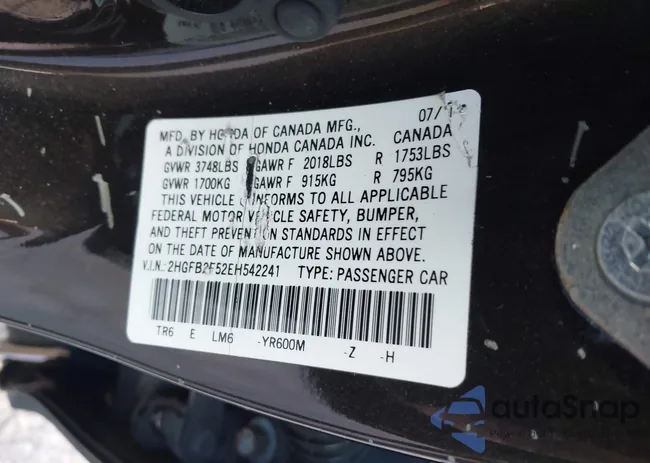 07/1
MFD. BY HONDA OF CANADA MFG., CANADA
A DIVISION OF HONDA CANADA INC.
GVWR 3748LBS GAWR F 2018LBS R 1753LBS
GVWR 1700KG GAWR F 915KG R 795KG
THIS VEHICLE CONFORMS TO ALL APPLICABLE
FEDERAL MOTOR VEHICLE SAFETY, BUMPER,
AND THEFT PREVENTION STANDARDS IN EFFECT
ON THE DATE OF MANUFACTURE SHOWN ABOVE.
V.I.N.: 2HGFB2F52EH542241 TYPE: PASSENGER CAR
TR6 E LM6 -YR600M -Z -H
autoSnap